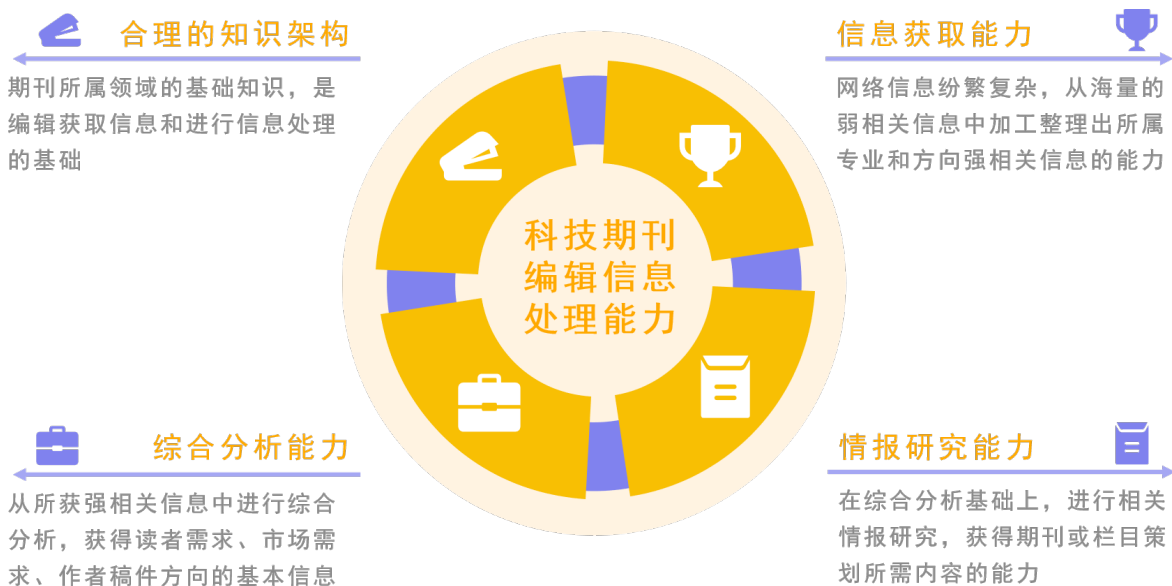 合理的知识架构
期刊所属领域的基础知识，是
编辑获取信息和进行信息处理
的基础
信息获取能力
网络信息纷繁复杂，从海量的
弱相关信息中加工整理出所属
专业和方向强相关信息的能力
科技期刊
编辑信息
处理能力
综合分析能力
从所获强相关信息中进行综合
分析，获得读者需求、市场需
求、作者稿件方向的基本信息
情报研究能力
在综合分析基础上，进行相关
情报研究，获得期刊或栏目策
划所需内容的能力